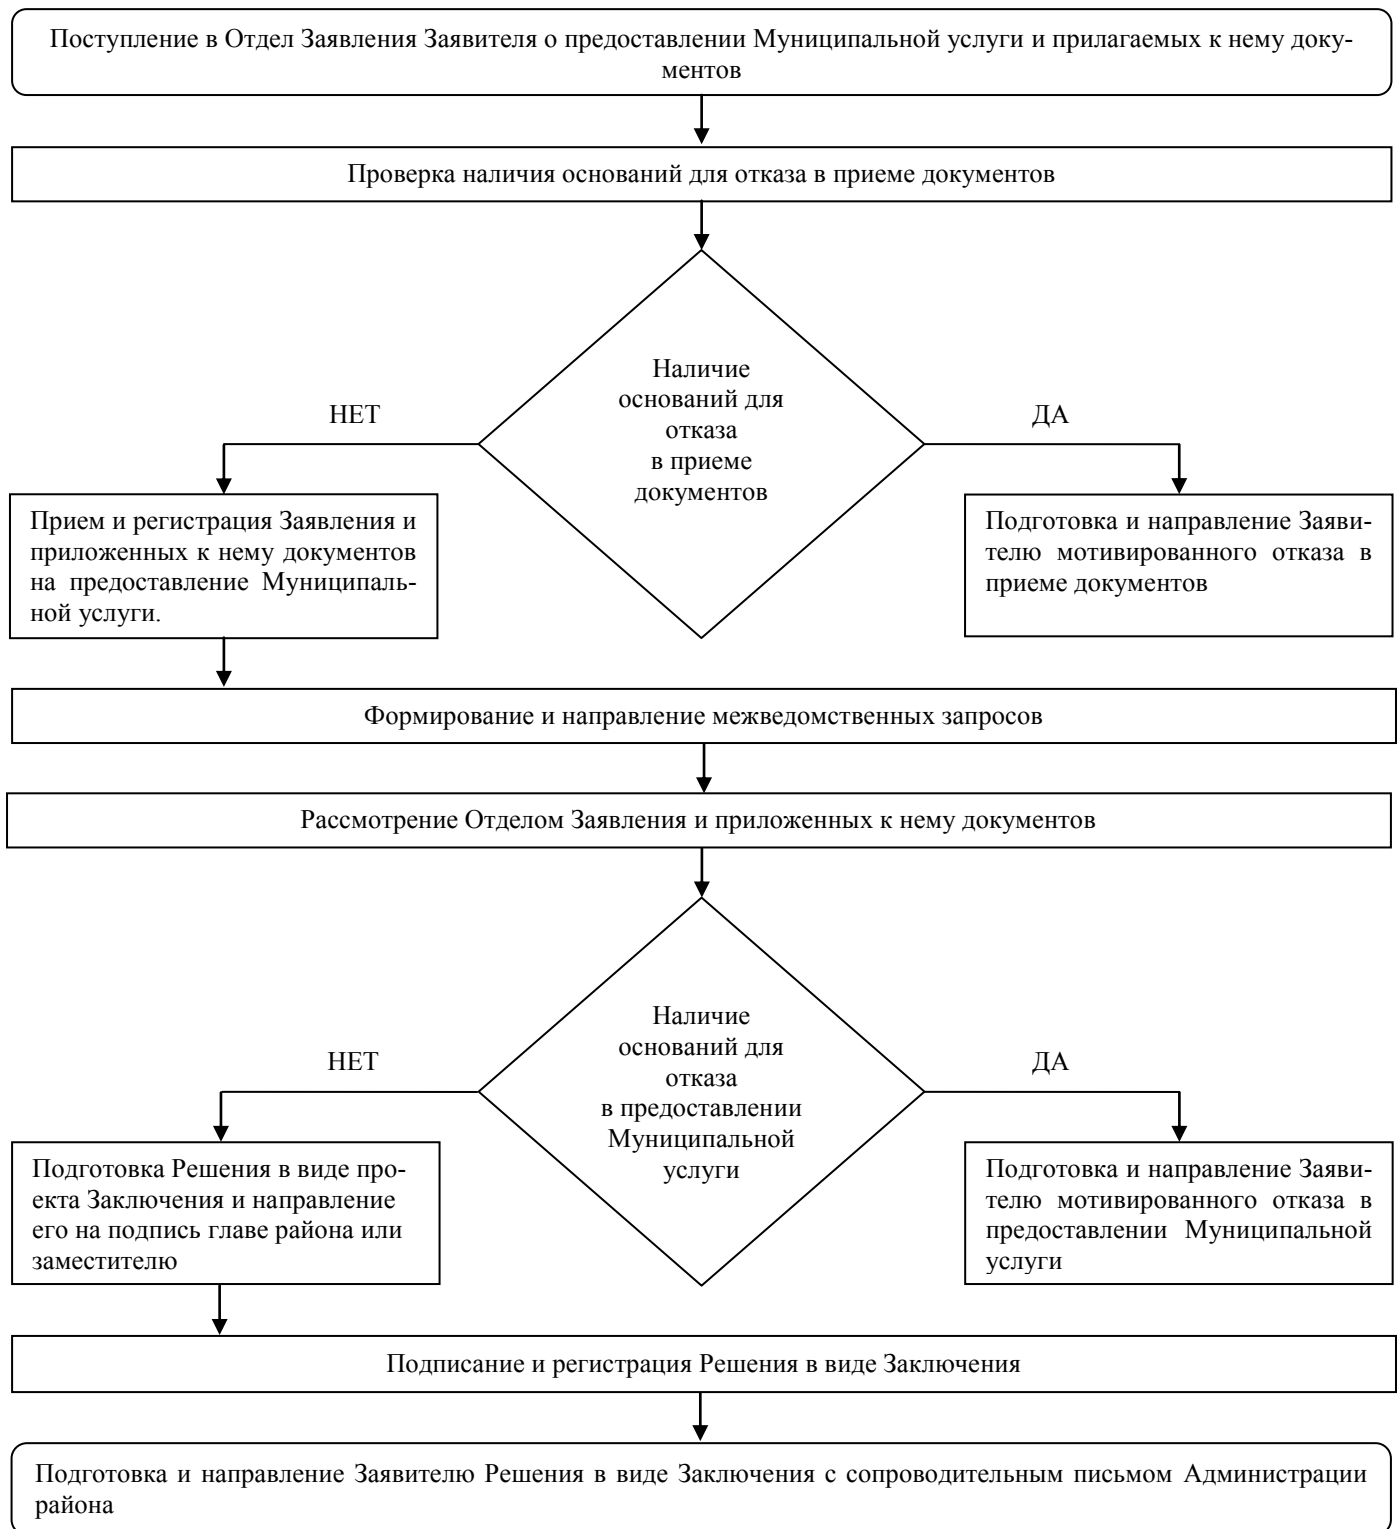 Поступление в Отдел Заявления Заявителя о предоставлении Муниципальной услуги и прилагаемых к нему доку-
ментов
Проверка наличия оснований для отказа в приеме документов
Наличие
оснований для
отказа
в приеме
документов
НЕТ
ДА
Прием и регистрация Заявления и
приложенных к нему документов
на предоставление Муниципаль-
ной услуги.
Подготовка и направление Заяви-
телю мотивированного отказа в
приеме документов
Формирование и направление межведомственных запросов
Рассмотрение Отделом Заявления и приложенных к нему документов
Наличие
оснований для
отказа
в предоставлении
Муниципальной
услуги
НЕТ
ДА
Подготовка Решения в виде про-
екта Заключения и направление
его на подпись главе района или
заместителю
Подготовка и направление Заяви-
телю мотивированного отказа в
предоставлении Муниципальной
услуги
Подписание и регистрация Решения в виде Заключения
Подготовка и направление Заявителю Решения в виде Заключения с сопроводительным письмом Администрации
района